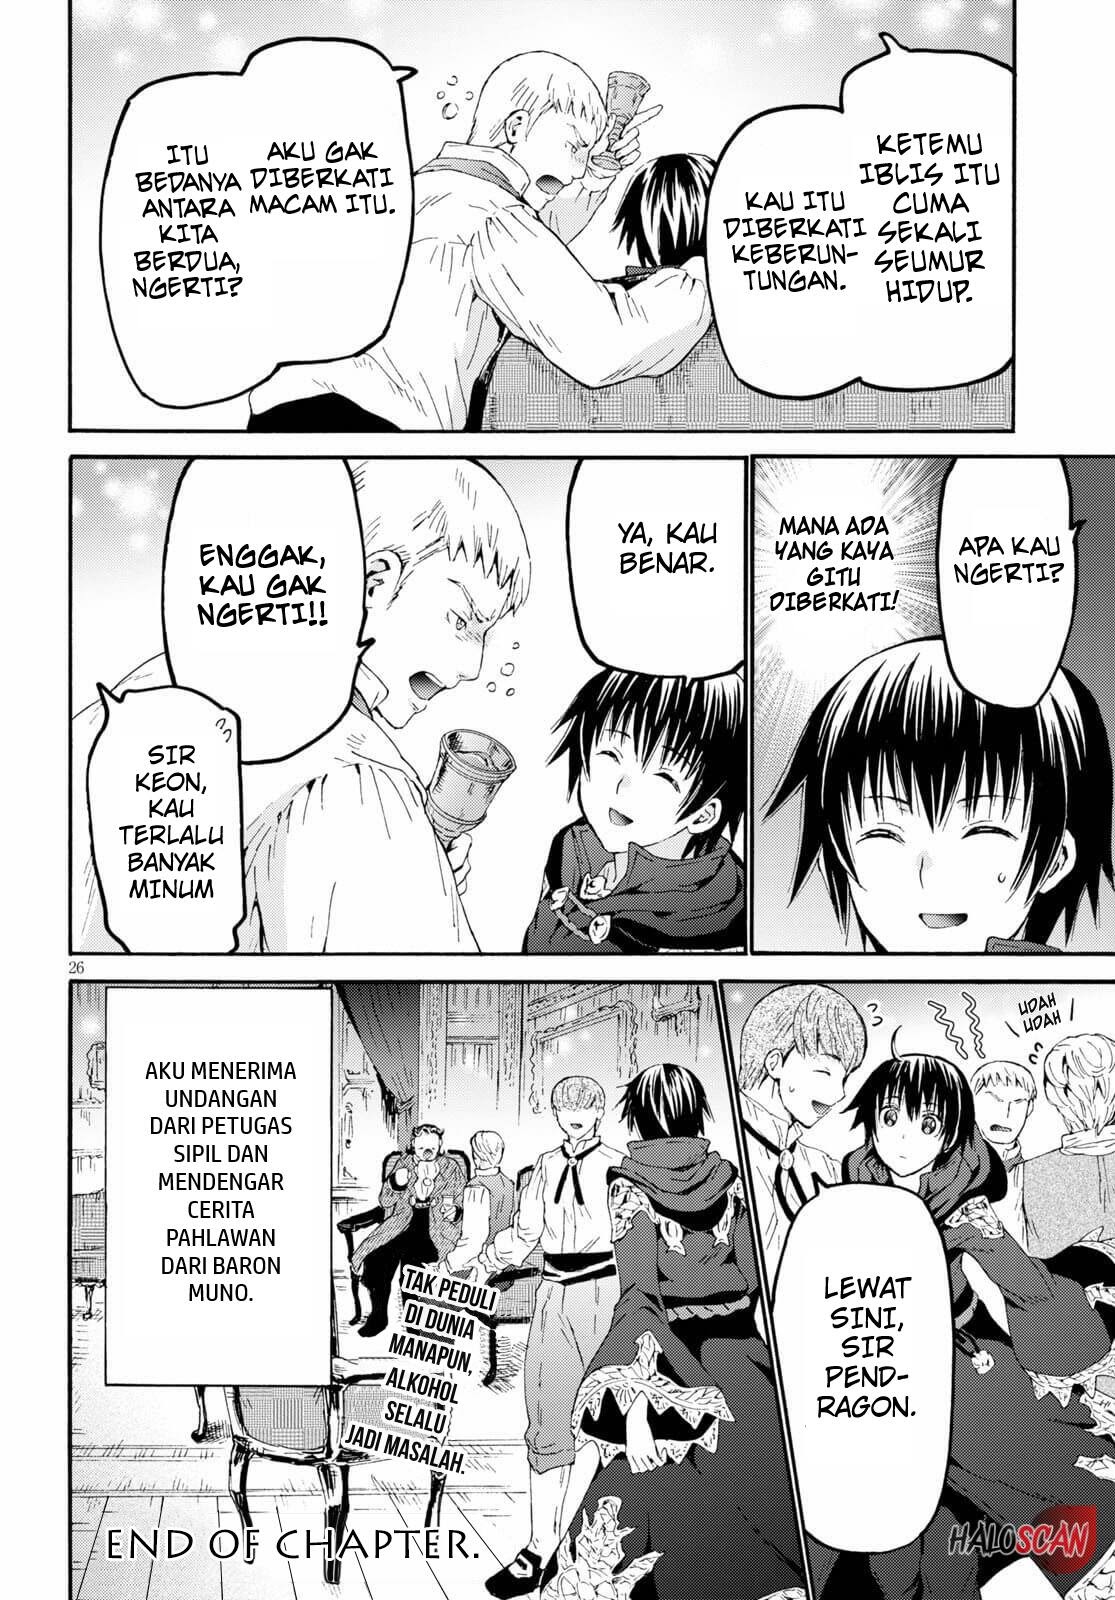 KETEMU
IBLIS ITU
CUMA
SEKALI
SEUMUR
HIDUP.
KAU ITU
DIBERKATI
KEBERUN-
TUNGAN.
AKU GAK
DIBERKATI
MACAM ITU.
ITU
BEDANYA
ANTARA
KITA
BERDUA,
NGERTI?
APA KAU
NGERTI?
MANA ADA
YANG KAYA
GITU
DIBERKATI!
YA, KAU
BENAR.
ENGGAK,
KAU GAK
NGERTI!!
SIR
KEON,
KAU
TERLALU
BANYAK
MINUM
26
UDAH
UDAH
LEWAT
SINI,
SIR
PEND-
RAGON.
AKU MENERIMA
UNDANGAN
DARI PETUGAS
SIPIL DAN
MENDENGAR
CERITA
PAHLAWAN
DARI BARON
MUNO.
TAK PEDULI
DI DUNIA
MANAPUN,
ALKOHOL
SELALU
JADI MASALAH.
END OF CHAPTER.
HALOSCAN